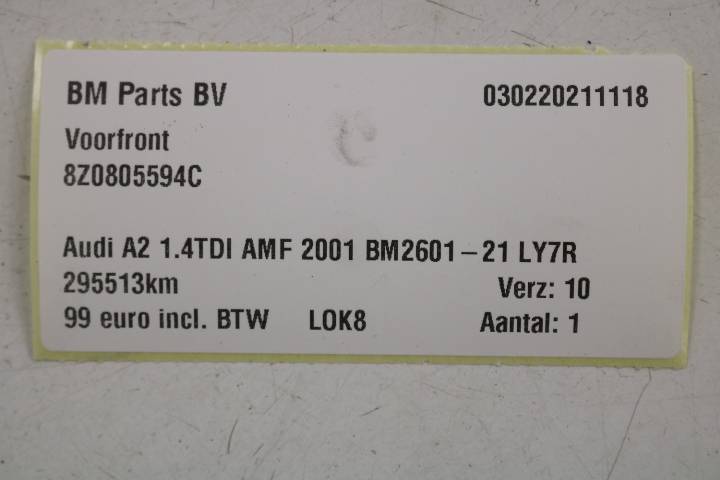 BM Parts BV 030220211118
Voorfront
8Z0805594C
Audi A2 1.4TDI AMF 2001 BM2601-21 LY7R
295513km Verz: 10
99 euro incl. BTW LOK8 Aantal: 1